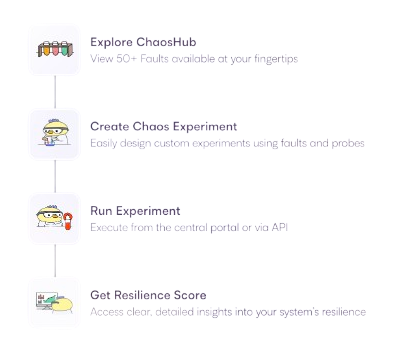 Explore ChaosHub
View 50+ Faults available at your fingertips
Create Chaos Experiment
Easily design custom experiments using faults and probes
Run Experiment
Execute from the central portal or via API
Get Resilience Score
Access clear, detailed insights into your system's resilience